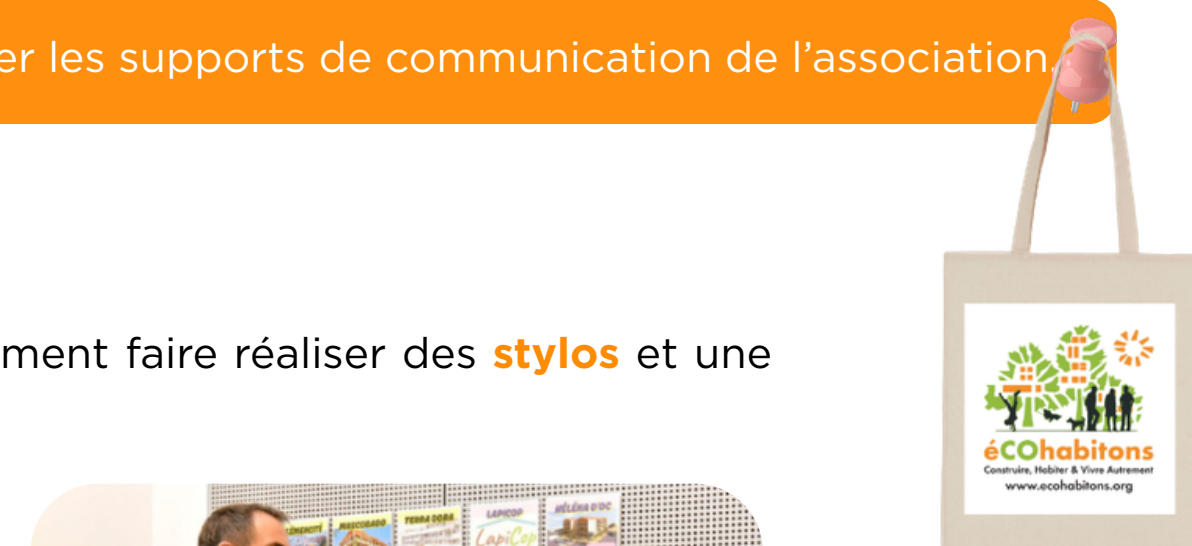 er les supports de communication de l'association.
ment faire réaliser des stylos et une
éCOhabitons
Construire, Habiter & Vivre Autrement
www.ecohabitons.org
MASCOBADO
TERRA DORA
LAPICOP
HÉLÉNA D'OC
LapiCop